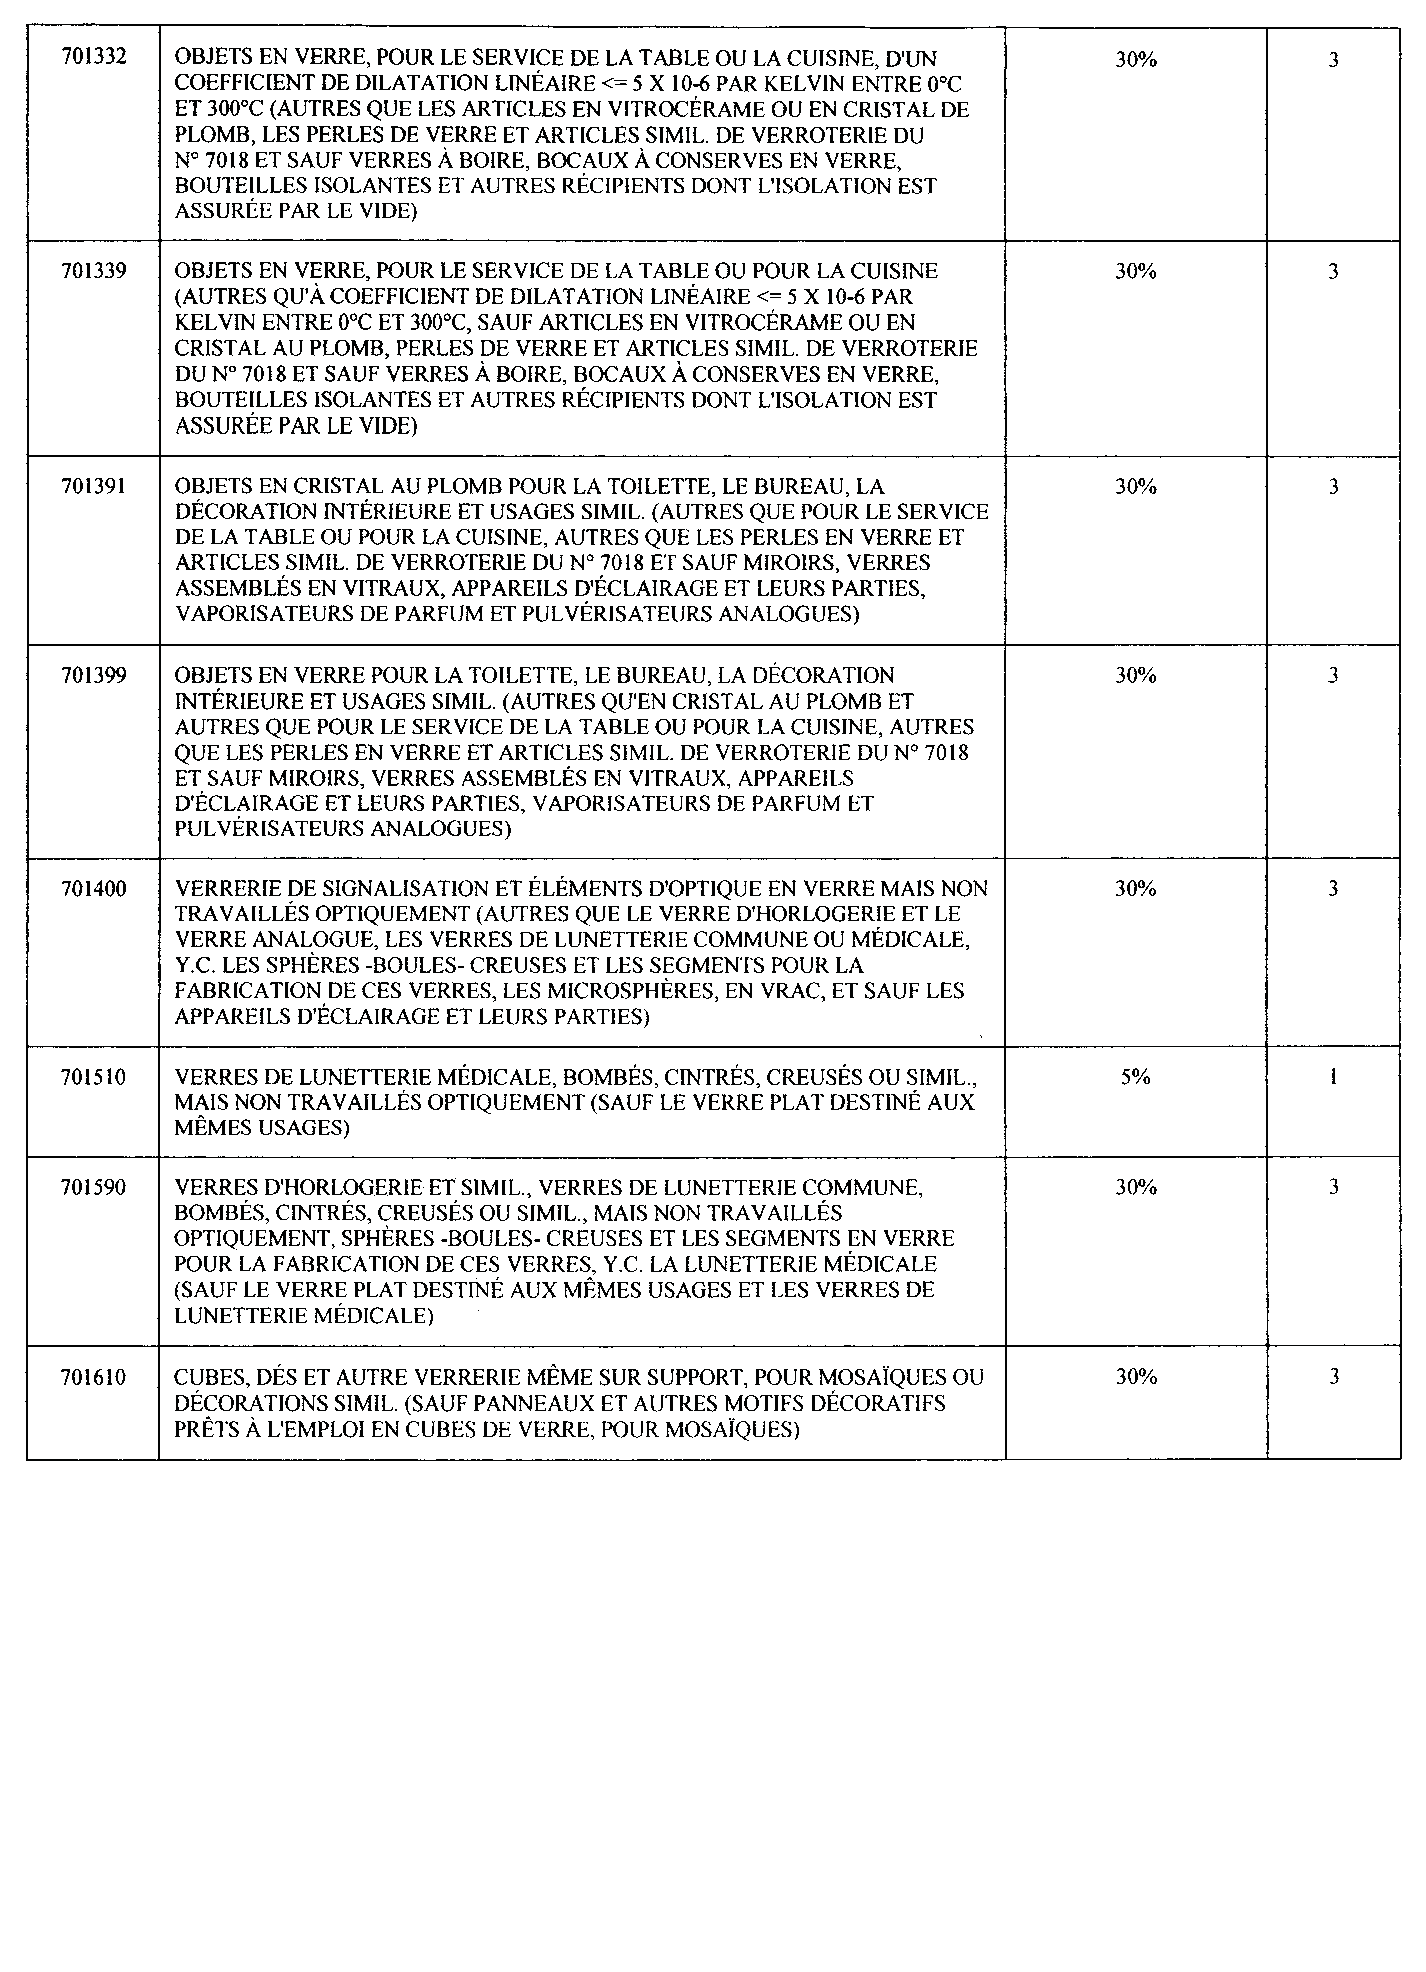 701332 OBJETS EN VERRE, POUR LE SERVICE DE LA TABLE OU LA CUISINE, D'UN 30% 3
COEFFICIENT DE DILATATION LINÉAIRE <= 5 X 10-6 PAR KELVIN ENTRE 0°C
ET 300°C (AUTRES QUE LES ARTICLES EN VITROCÉRAME OU EN CRISTAL DE
PLOMB, LES PERLES DE VERRE ET ARTICLES SIMIL. DE VERROTERIE DU
N° 7018 ET SAUF VERRES À BOIRE, BOCAUX À CONSERVES EN VERRE,
BOUTEILLES ISOLANTES ET AUTRES RÉCIPIENTS DONT L'ISOLATION EST
ASSURÉE PAR LE VIDE)
701339 OBJETS EN VERRE, POUR LE SERVICE DE LA TABLE OU POUR LA CUISINE 30% 3
(AUTRES QU'À COEFFICIENT DE DILATATION LINÉAIRE <= 5 X 10-6 PAR
KELVIN ENTRE 0°C ET 300°C, SAUF ARTICLES EN VITROCÉRAME OU EN
CRISTAL AU PLOMB, PERLES DE VERRE ET ARTICLES SIMIL. DE VERROTERIE
DU N° 7018 ET SAUF VERRES À BOIRE, BOCAUX À CONSERVES EN VERRE,
BOUTEILLES ISOLANTES ET AUTRES RÉCIPIENTS DONT L'ISOLATION EST
ASSURÉE PAR LE VIDE)
701391 OBJETS EN CRISTAL AU PLOMB POUR LA TOILETTE, LE BUREAU, LA 30% 3
DÉCORATION INTÉRIEURE ET USAGES SIMIL. (AUTRES QUE POUR LE SERVICE
DE LA TABLE OU POUR LA CUISINE, AUTRES QUE LES PERLES EN VERRE ET
ARTICLES SIMIL. DE VERROTERIE DU N° 7018 ET SAUF MIROIRS, VERRES
ASSEMBLÉS EN VITRAUX, APPAREILS D'ÉCLAIRAGE ET LEURS PARTIES,
VAPORISATEURS DE PARFUM ET PULVÉRISATEURS ANALOGUES)
701399 OBJETS EN VERRE POUR LA TOILETTE, LE BUREAU, LA DÉCORATION 30% 3
INTÉRIEURE ET USAGES SIMIL. (AUTRES QU'EN CRISTAL AU PLOMB ET
AUTRES QUE POUR LE SERVICE DE LA TABLE OU POUR LA CUISINE, AUTRES
QUE LES PERLES EN VERRE ET ARTICLES SIMIL. DE VERROTERIE DU N° 7018
ET SAUF MIROIRS, VERRES ASSEMBLÉS EN VITRAUX, APPAREILS
D'ÉCLAIRAGE ET LEURS PARTIES, VAPORISATEURS DE PARFUM ET
PULVÉRISATEURS ANALOGUES)
701400 VERRERIE DE SIGNALISATION ET ÉLÉMENTS D'OPTIQUE EN VERRE MAIS NON 30% 3
TRAVAILLÉS OPTIQUEMENT (AUTRES QUE LE VERRE D'HORLOGERIE ET LE
VERRE ANALOGUE, LES VERRES DE LUNETTERIE COMMUNE OU MÉDICALE,
Y.C. LES SPHÈRES -BOULES- CREUSES ET LES SEGMENTS POUR LA
FABRICATION DE CES VERRES, LES MICROSPHÈRES, EN VRAC, ET SAUF LES
APPAREILS D'ÉCLAIRAGE ET LEURS PARTIES)
701510 VERRES DE LUNETTERIE MÉDICALE, BOMBÉS, CINTRÉS, CREUSÉS OU SIMIL., 5% 1
MAIS NON TRAVAILLÉS OPTIQUEMENT (SAUF LE VERRE PLAT DESTINÉ AUX
MÊMES USAGES)
701590 VERRES D'HORLOGERIE ET SIMIL., VERRES DE LUNETTERIE COMMUNE, 30% 3
BOMBÉS, CINTRÉS, CREUSÉS OU SIMIL., MAIS NON TRAVAILLÉS
OPTIQUEMENT, SPHÈRES -BOULES- CREUSES ET LES SEGMENTS EN VERRE
POUR LA FABRICATION DE CES VERRES, Y.C. LA LUNETTERIE MÉDICALE
(SAUF LE VERRE PLAT DESTINÉ AUX MÊMES USAGES ET LES VERRES DE
LUNETTERIE MÉDICALE)
701610 CUBES, DÉS ET AUTRE VERRERIE MÊME SUR SUPPORT, POUR MOSAÏQUES OU 30% 3
DÉCORATIONS SIMIL. (SAUF PANNEAUX ET AUTRES MOTIFS DÉCORATIFS
PRÊTS À L'EMPLOI EN CUBES DE VERRE, POUR MOSAÏQUES)